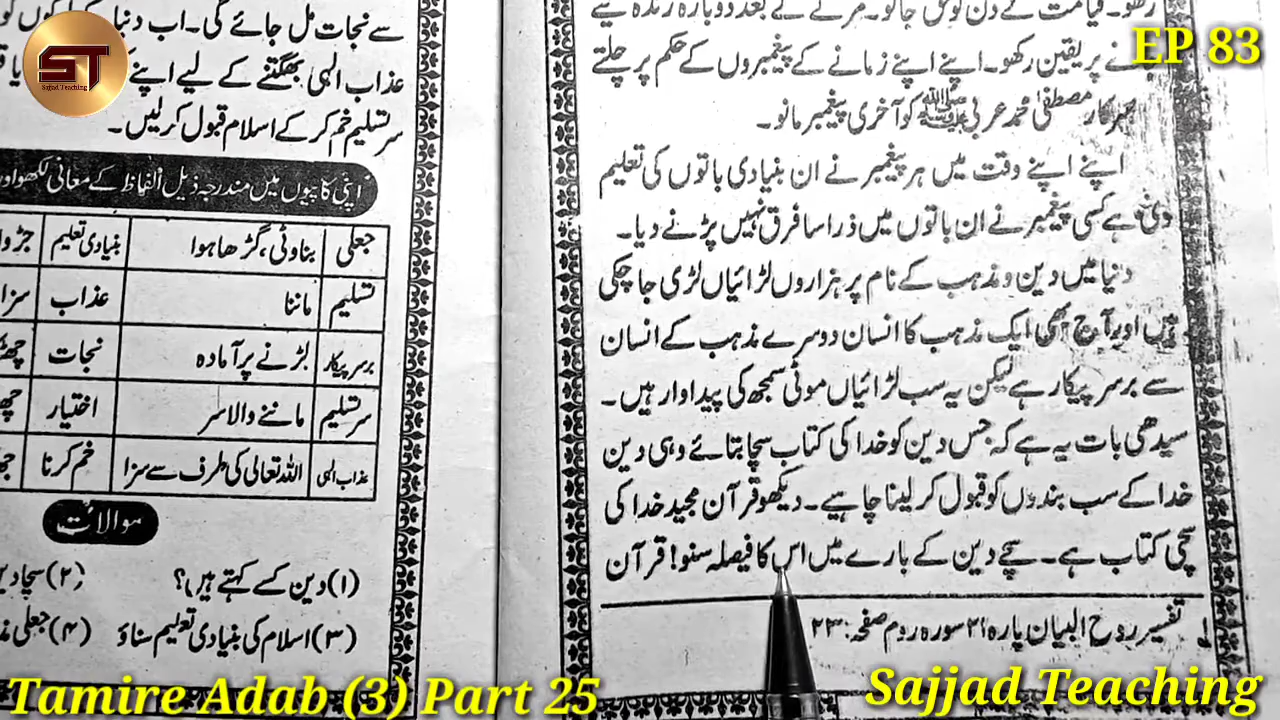 EP 83
رکھو۔ قیامت کے دن کو حق جانو۔ مرنے کے بعد دوبارہ زندہ کیے
نے پر یقین رکھو۔ اپنے اپنے زمانے کے پیغمبروں کے حکم پر چلتے
سرکار مصطفیٰ محمد عربی ﷺ کو آخری پیغمبر مانو۔
اپنے اپنے وقت میں ہر پیغمبر نے ان بنیادی باتوں کی تعلیم
دی ہے کسی پیغمبر نے ان باتوں میں ذرا سا فرق نہیں پڑنے دیا۔
دنیا میں دین و مذہب کے نام پر ہزاروں لڑائیاں لڑی جا چکی
ہیں اور آج بھی ایک مذہب کا انسان دوسرے مذہب کے انسان
سے برسر پیکار ہے لیکن یہ سب لڑائیاں موٹی سمجھ کی پیداوار ہیں۔
سیدھی بات یہ ہے کہ جس دین کو خدا کی کتاب سچا بتائے وہی دین
خدا کے سب بندوں کو قبول کر لینا چاہیے۔ دیکھو قرآن مجید خدا کی
سچی کتاب ہے۔ سچے دین کے بارے میں اس کا فیصلہ سنو! قرآن
تفسیر روح البیان پارہ ۲۱ سورہ روم صفحہ: ۲۳
سے نجات مل جائے گی۔ اب دنیا
عذاب الٰہی بھگتنے کے لیے اپنے
سر تسلیم خم کر کے اسلام قبول کر لیں۔
اپنی کاپیوں میں مندرجہ ذیل الفاظ کے معانی لکھو اور
جعلی بناوٹی، گڑھا ہوا بنیادی تعلیم
تسلیم ماننا عذاب سزا
برسر پیکار لڑنے پر آمادہ نجات
سر تسلیم ماننے والا سر اختیار
عذاب الٰہی اللہ تعالیٰ کی طرف سے سزا خم کرنا
سوالات
(۱) دین کسے کہتے ہیں؟ (۲) سچا دین
(۳) اسلام کی بنیادی تعلیم سناؤ (۴) جعلی
ST
Sajjad Teaching
Tamire Adab (3) Part 25
Sajjad Teaching